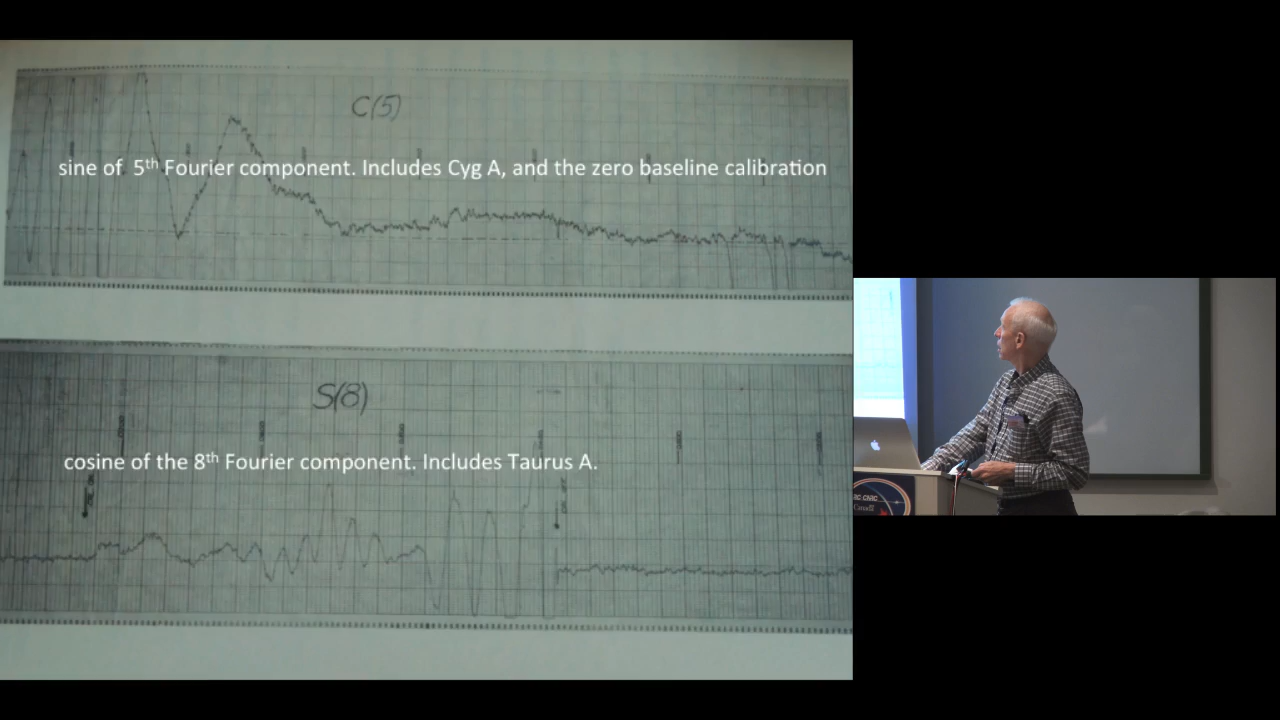 C(5)
sine of 5th Fourier component. Includes Cyg A, and the zero baseline calibration
S(8)
cosine of the 8th Fourier component. Includes Taurus A.
Canada